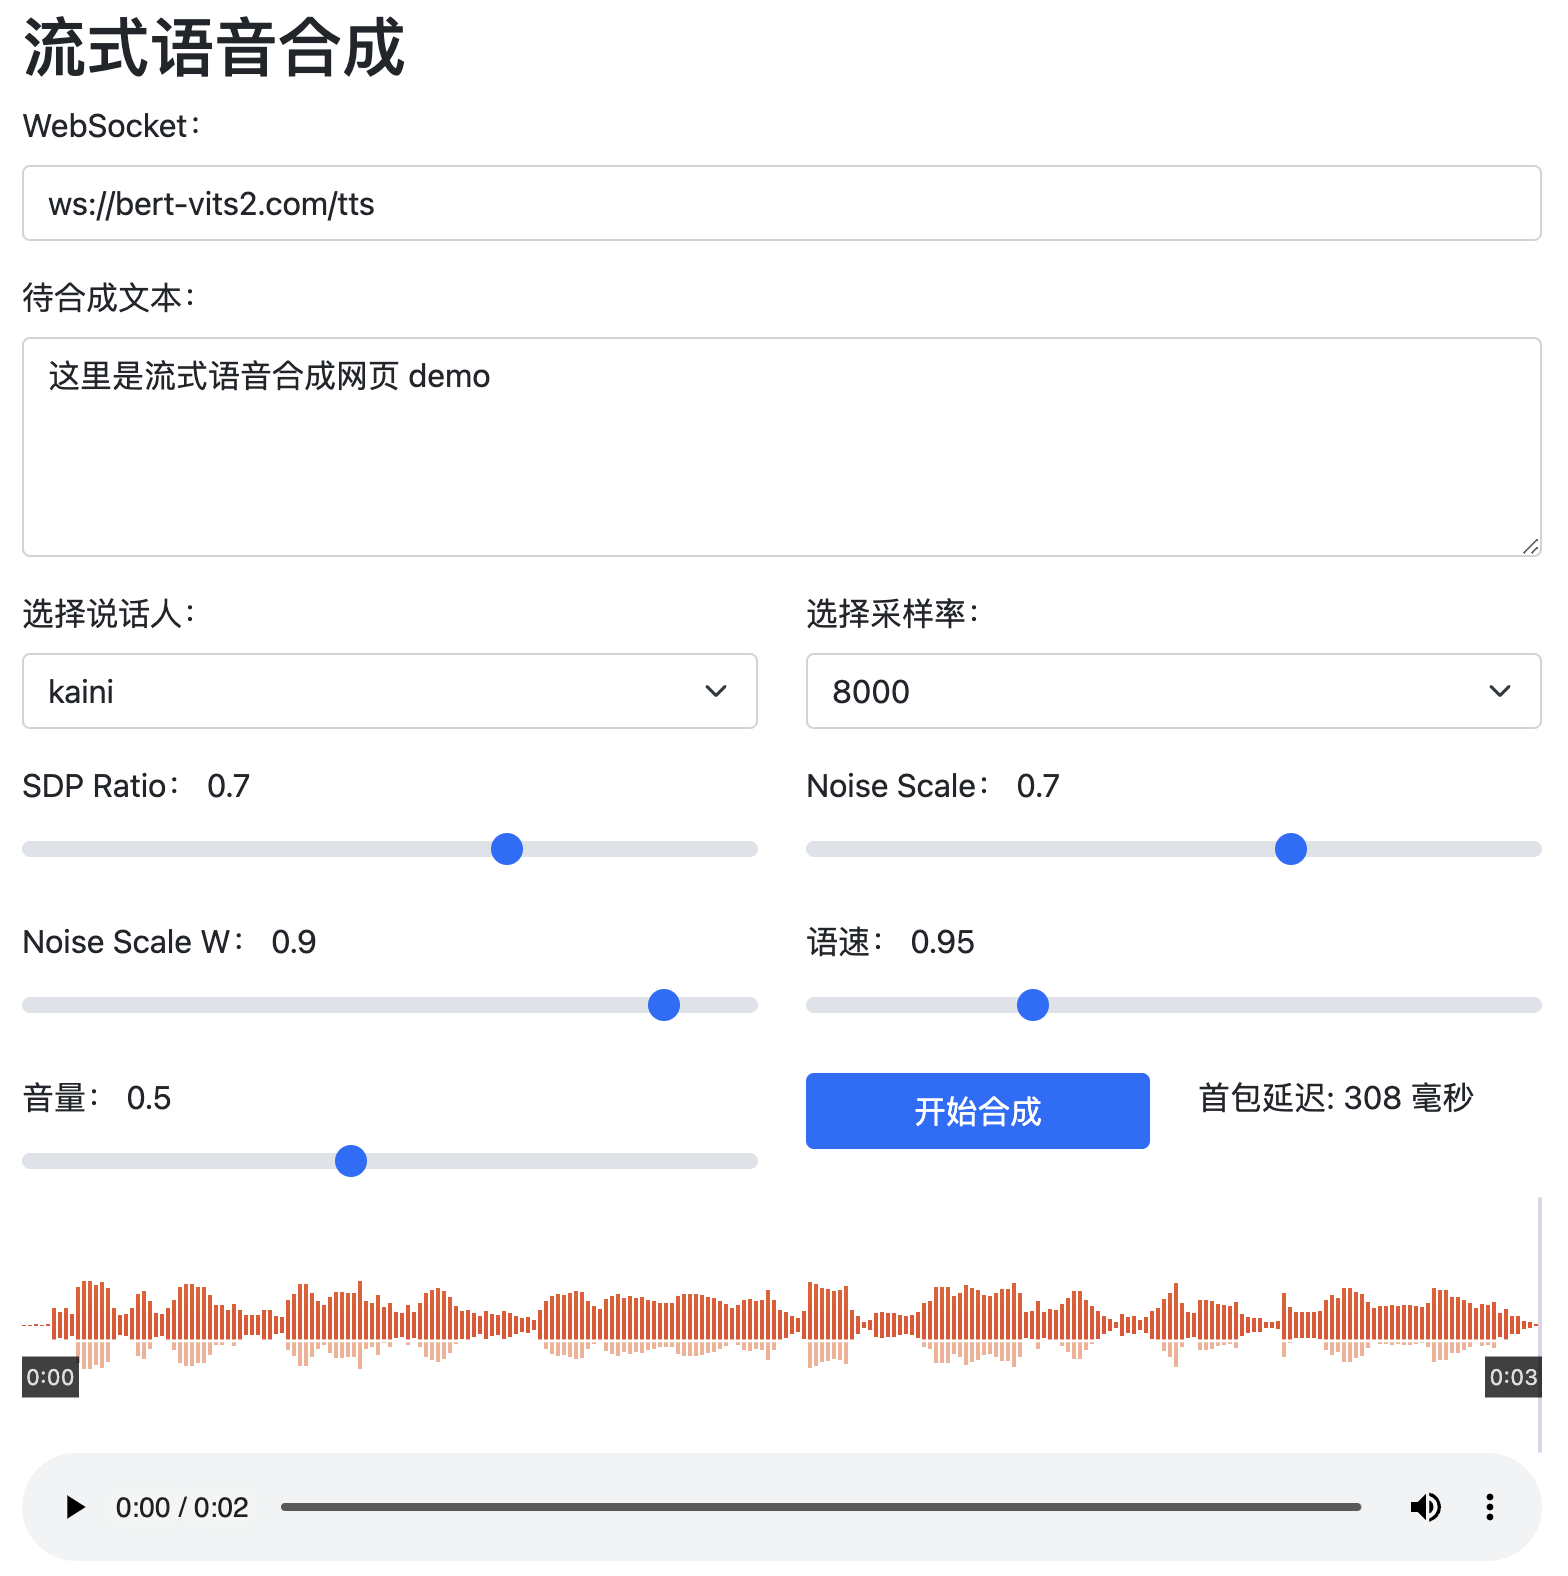 流式语音合成
WebSocket：
ws://bert-vits2.com/tts
待合成文本：
这里是流式语音合成网页 demo
选择说话人：
选择采样率：
kaini
8000
SDP Ratio： 0.7
Noise Scale： 0.7
Noise Scale W： 0.9
语速： 0.95
音量： 0.5
开始合成
首包延迟: 308 毫秒
0:00
0:03
0:00 / 0:02